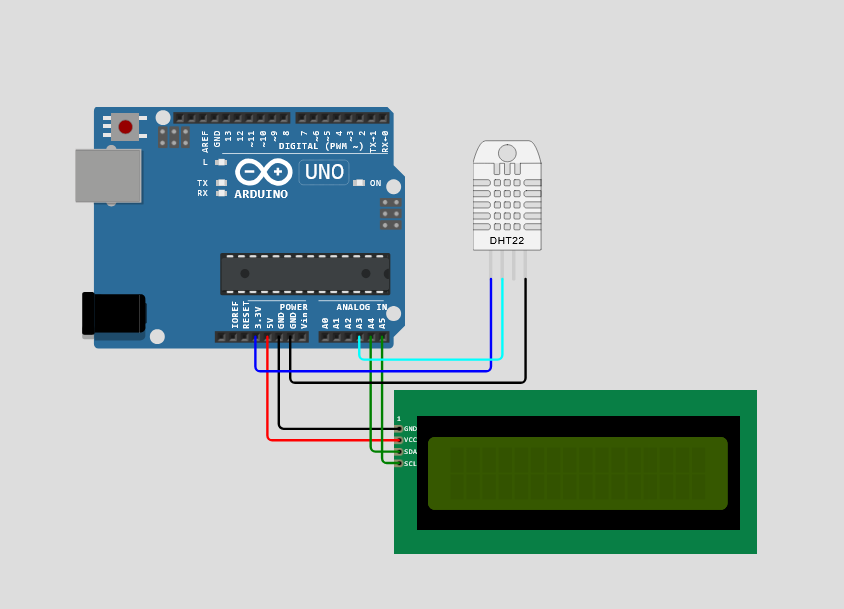 AREF
GND
13
12
~11
~10
~9
8
7
~6
~5
4
~3
2
TX→1
RX←0
DIGITAL (PWM ~)
L
TX
RX
UNO
ON
ARDUINO
DHT22
IOREF
RESET
3.3V
5V
GND
GND
Vin
POWER
ANALOG IN
A0
A1
A2
A3
A4
A5
1
GND
VCC
SDA
SCL